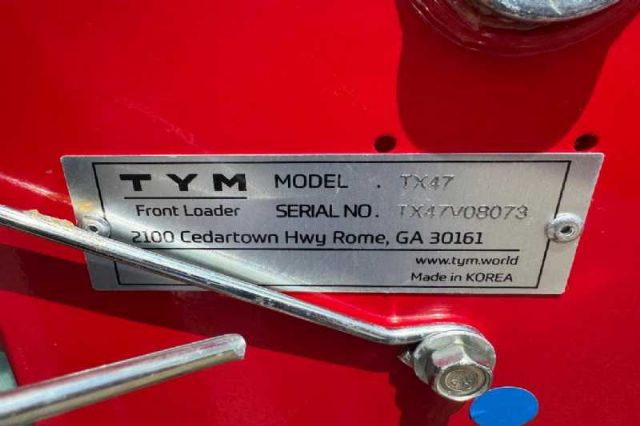 TYM MODEL . TX47
Front Loader SERIAL NO. TX47V08073
2100 Cedartown Hwy Rome, GA 30161
www.tym.world
Made in KOREA